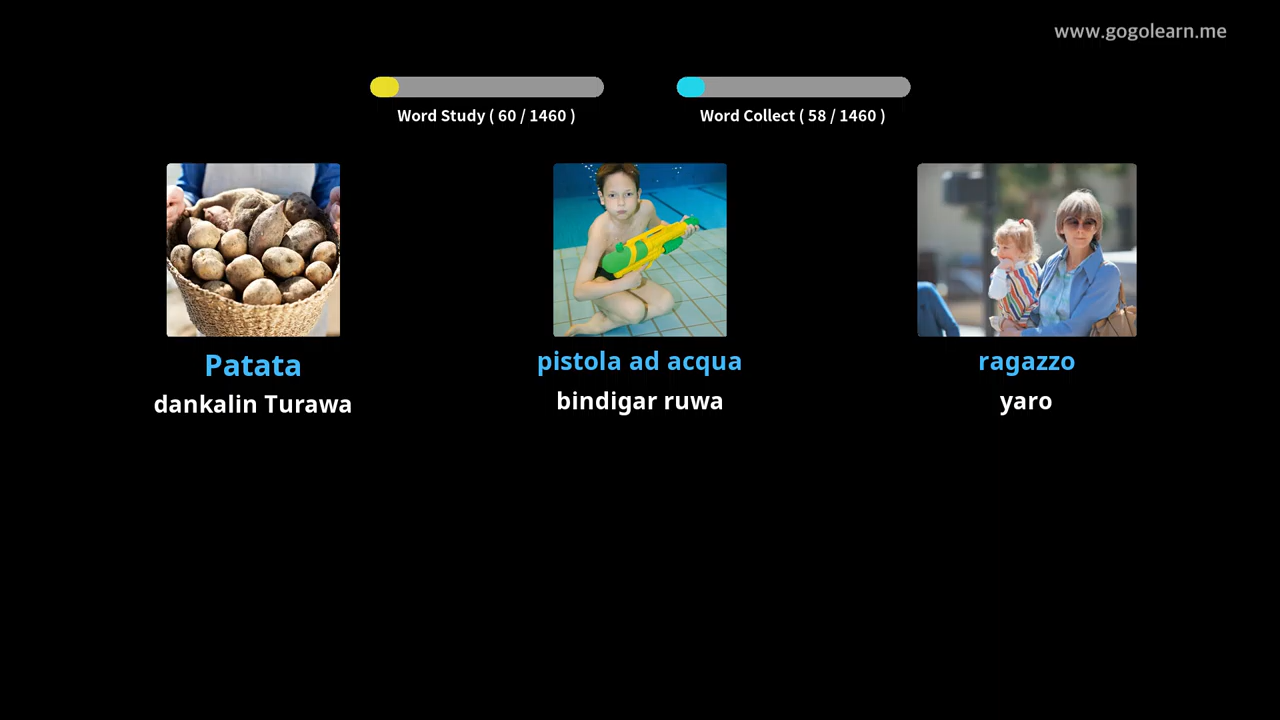 www.gogolearn.me
Word Study ( 60 / 1460 )
Word Collect ( 58 / 1460 )
Patata
dankalin Turawa
pistola ad acqua
bindigar ruwa
ragazzo
yaro